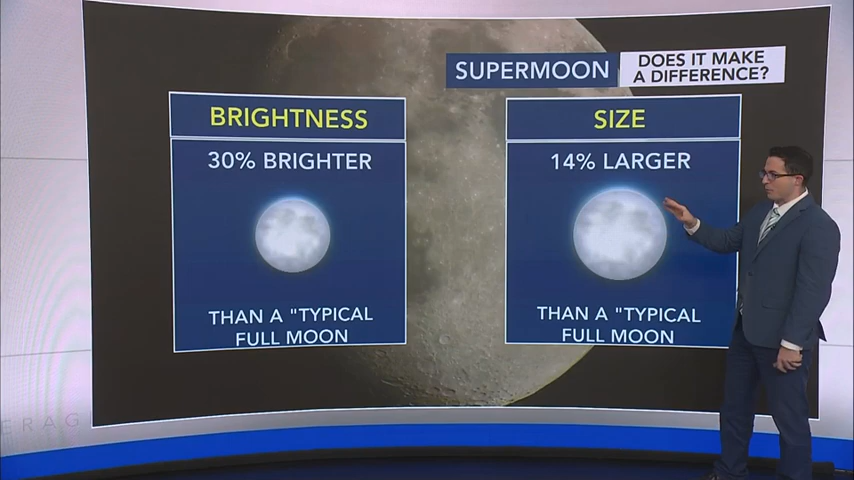 SUPERMOON
DOES IT MAKE
A DIFFERENCE?
BRIGHTNESS
30% BRIGHTER
THAN A "TYPICAL
FULL MOON
SIZE
14% LARGER
THAN A "TYPICAL
FULL MOON
ERAG